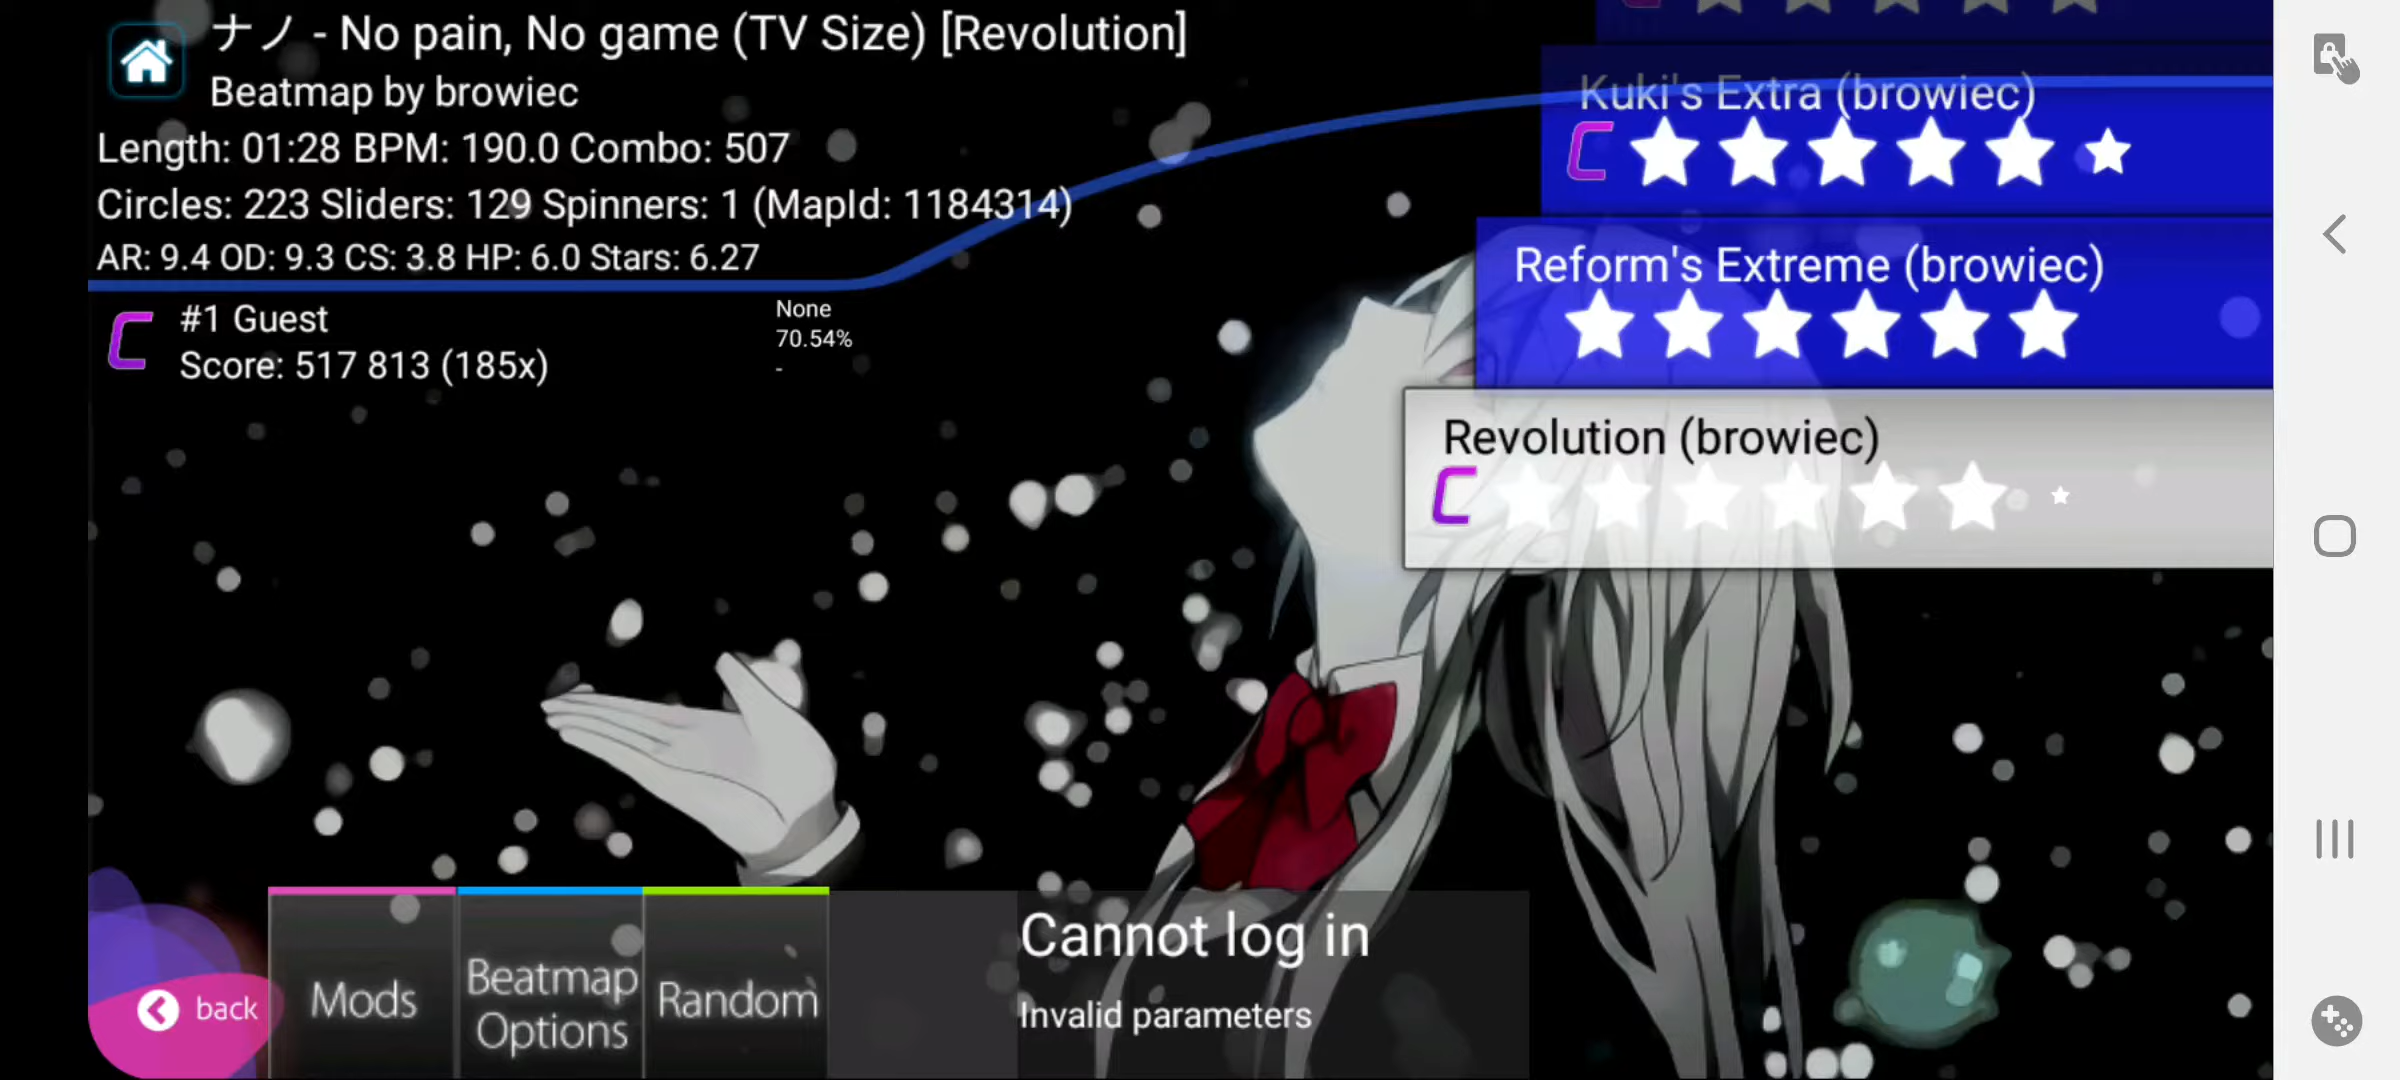 ナノ - No pain, No game (TV Size) [Revolution]
Beatmap by browiec
Length: 01:28 BPM: 190.0 Combo: 507
Circles: 223 Sliders: 129 Spinners: 1 (MapId: 1184314)
AR: 9.4 OD: 9.3 CS: 3.8 HP: 6.0 Stars: 6.27
C
#1 Guest
Score: 517 813 (185x)
None
70.54%
-
Kuki's Extra (browiec)
C
Reform's Extreme (browiec)
Revolution (browiec)
C
back
Mods
Beatmap
Options
Random
Cannot log in
Invalid parameters